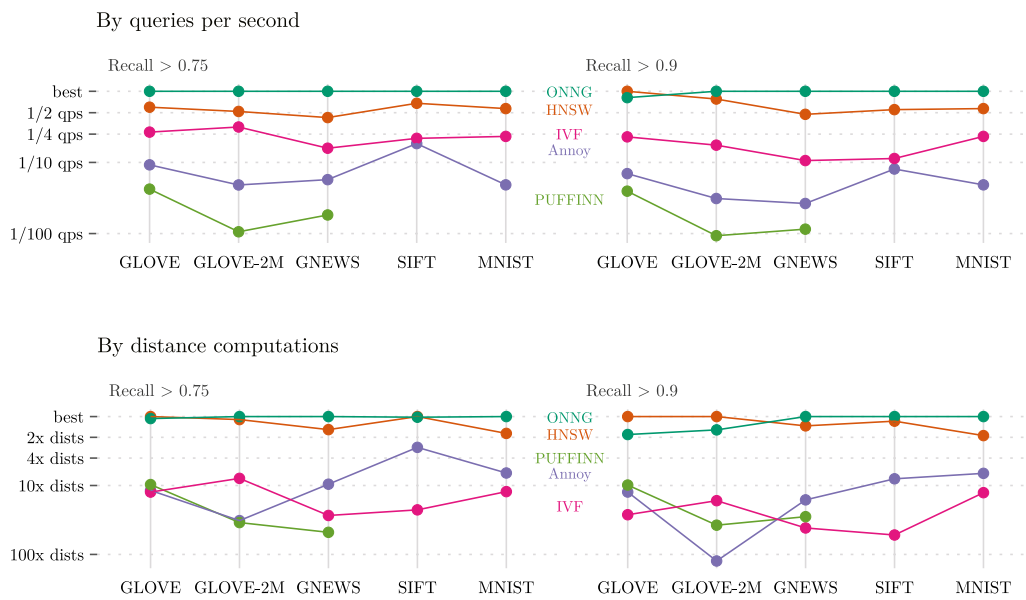 By queries per second
Recall > 0.75
Recall > 0.9
best
1/2 qps
1/4 qps
1/10 qps
1/100 qps
ONNG
HNSW
IVF
Annoy
PUFFINN
GLOVE GLOVE-2M GNEWS SIFT MNIST
GLOVE GLOVE-2M GNEWS SIFT MNIST
By distance computations
Recall > 0.75
Recall > 0.9
best
2x dists
4x dists
10x dists
100x dists
ONNG
HNSW
PUFFINN
Annoy
IVF
GLOVE GLOVE-2M GNEWS SIFT MNIST
GLOVE GLOVE-2M GNEWS SIFT MNIST